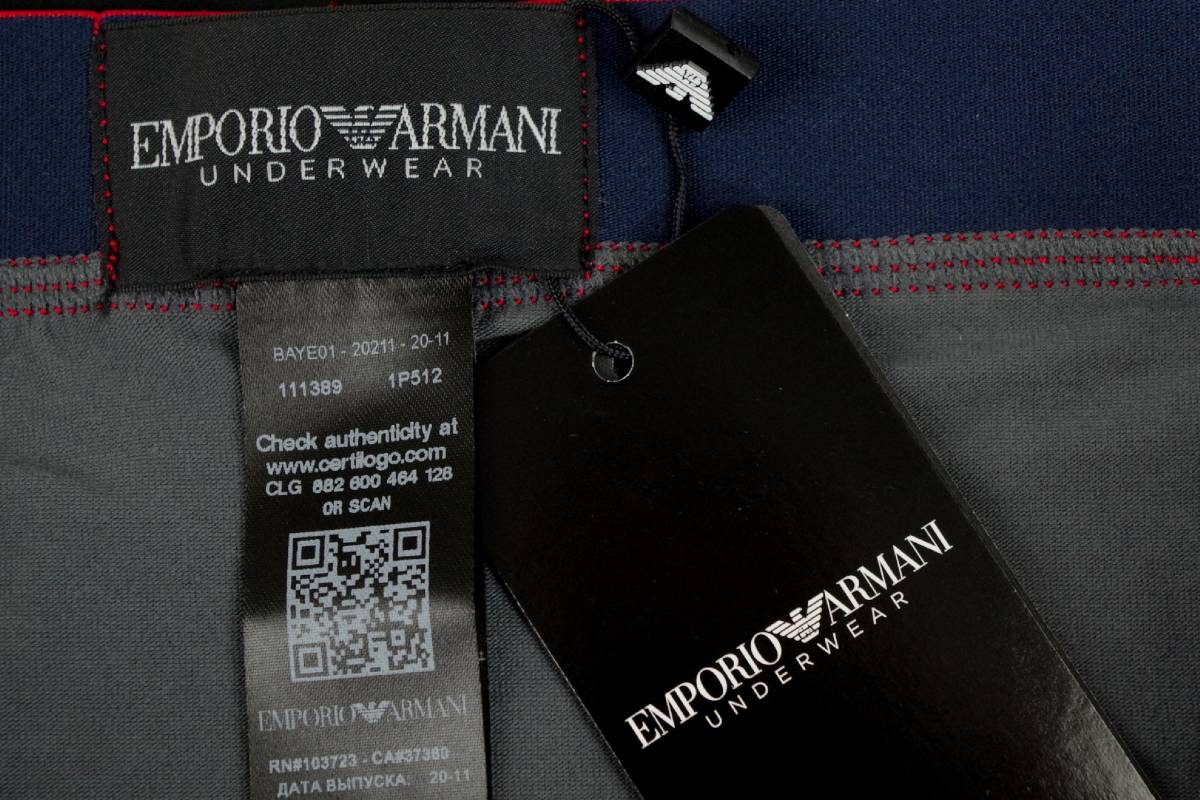 EMPORIO ARMANI
UNDERWEAR
BAYE01 - 20211 - 20-11
111389 1P512
Check authenticity at
www.certilogo.com
CLG 882 600 464 128
OR SCAN
EMPORIO ARMANI
RN#103723 - CA#37380
ДАТА ВЫПУСКА: 20-11
EMPORIO ARMANI
UNDERWEAR